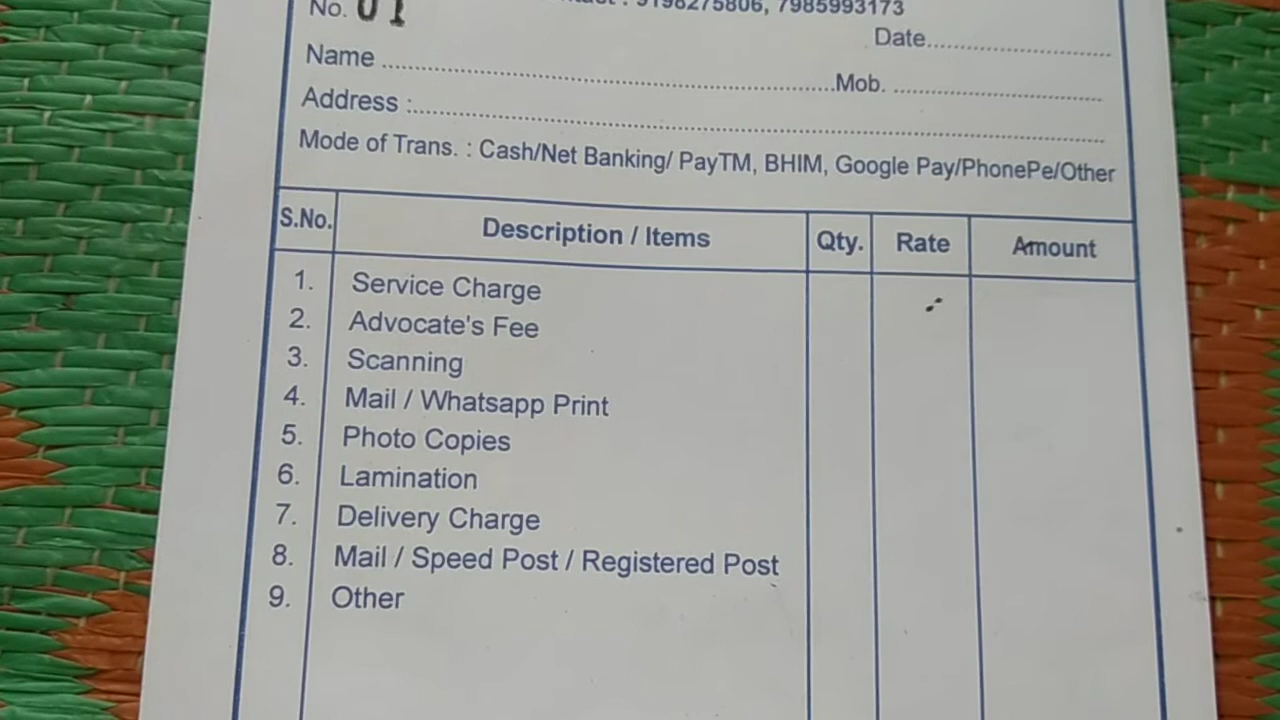 No. 01
9198275806, 7985993173
Date
Name Mob.
Address :
Mode of Trans. : Cash/Net Banking/ PayTM, BHIM, Google Pay/PhonePe/Other
S.No. Description / Items Qty. Rate Amount
1. Service Charge
2. Advocate's Fee
3. Scanning
4. Mail / Whatsapp Print
5. Photo Copies
6. Lamination
7. Delivery Charge
8. Mail / Speed Post / Registered Post
9. Other